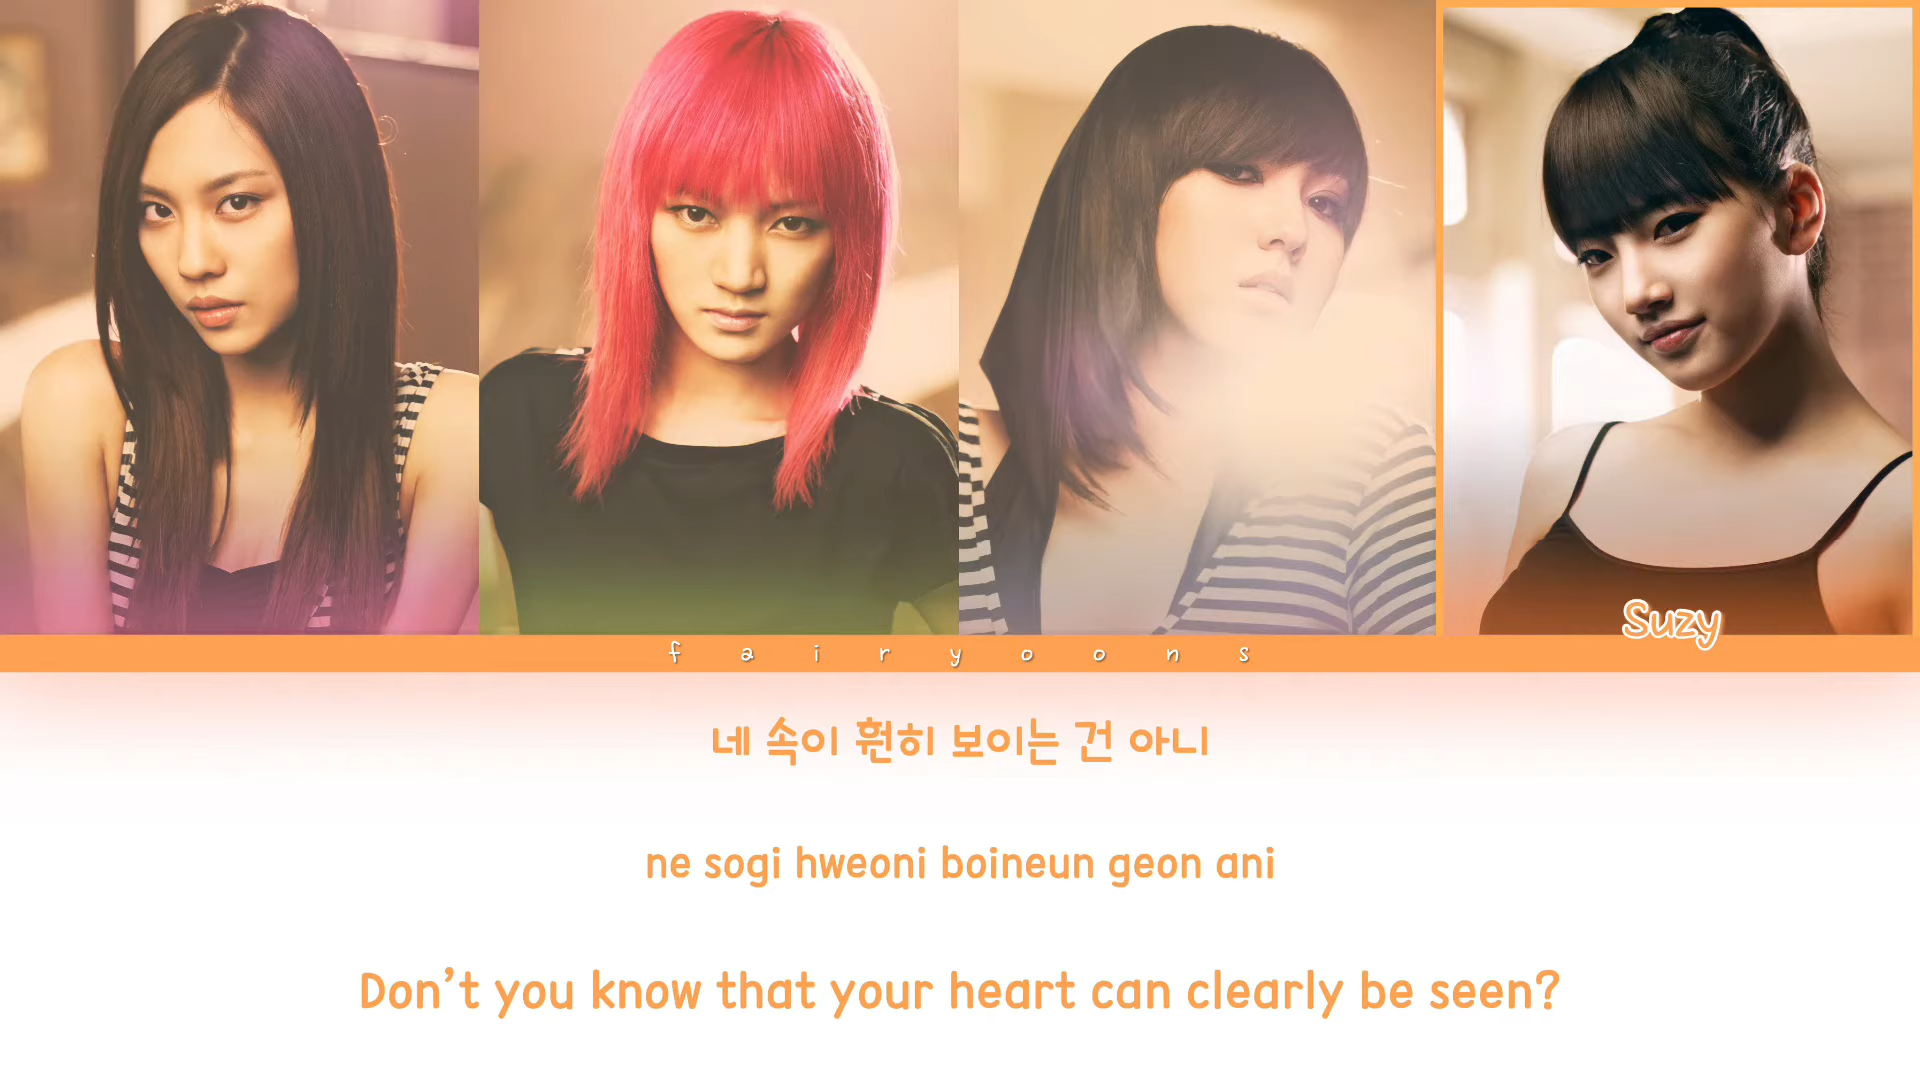 Suzy
fairyoons
네 속이 훤히 보이는 건 아니
ne sogi hweoni boineun geon ani
Don't you know that your heart can clearly be seen?